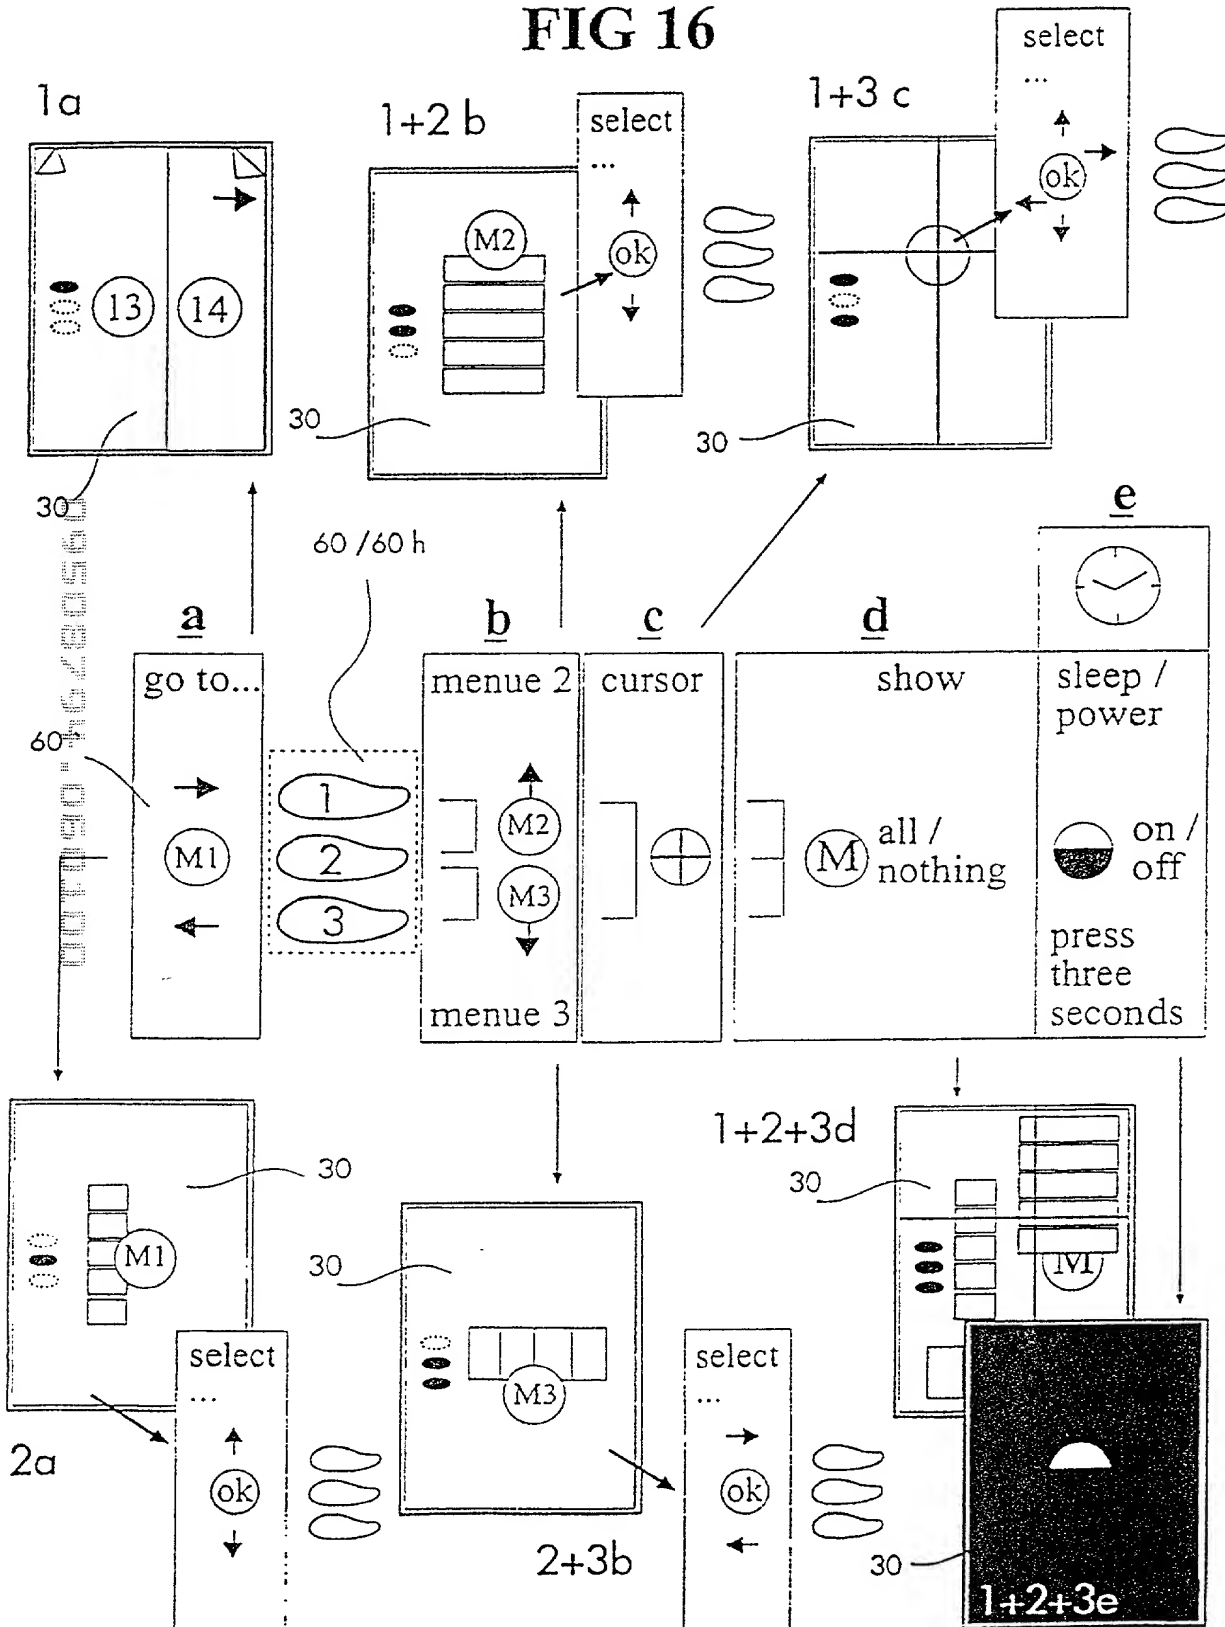 FIG 16
1a
13
14
30
1+2 b
M2
30
select
...
ok
1+3 c
30
select
...
ok
60 /60 h
a
go to...
M1
60
1
2
3
b
menue 2
M2
M3
menue 3
c
cursor
d
show
M
all /
nothing
e
sleep /
power
on /
off
press
three
seconds
30
M1
2a
select
...
ok
30
M3
2+3b
select
...
ok
1+2+3d
30
M
30
1+2+3e